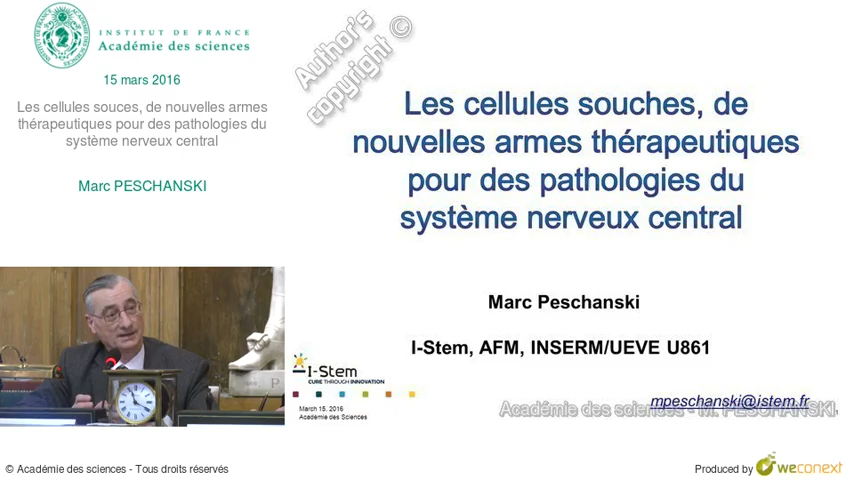 INSTITUT DE FRANCE
Académie des sciences
15 mars 2016
Les cellules souces, de nouvelles armes
thérapeutiques pour des pathologies du
système nerveux central
Marc PESCHANSKI
Author's
copyright ©
Les cellules souches, de
nouvelles armes thérapeutiques
pour des pathologies du
système nerveux central
Marc Peschanski
I-Stem, AFM, INSERM/UEVE U861
I-Stem
CURE THROUGH INNOVATION
March 15, 2016
Académie des Sciences
mpeschanski@istem.fr
Académie des sciences - M. PESCHANSKI,
© Académie des sciences - Tous droits réservés
Produced by weconext